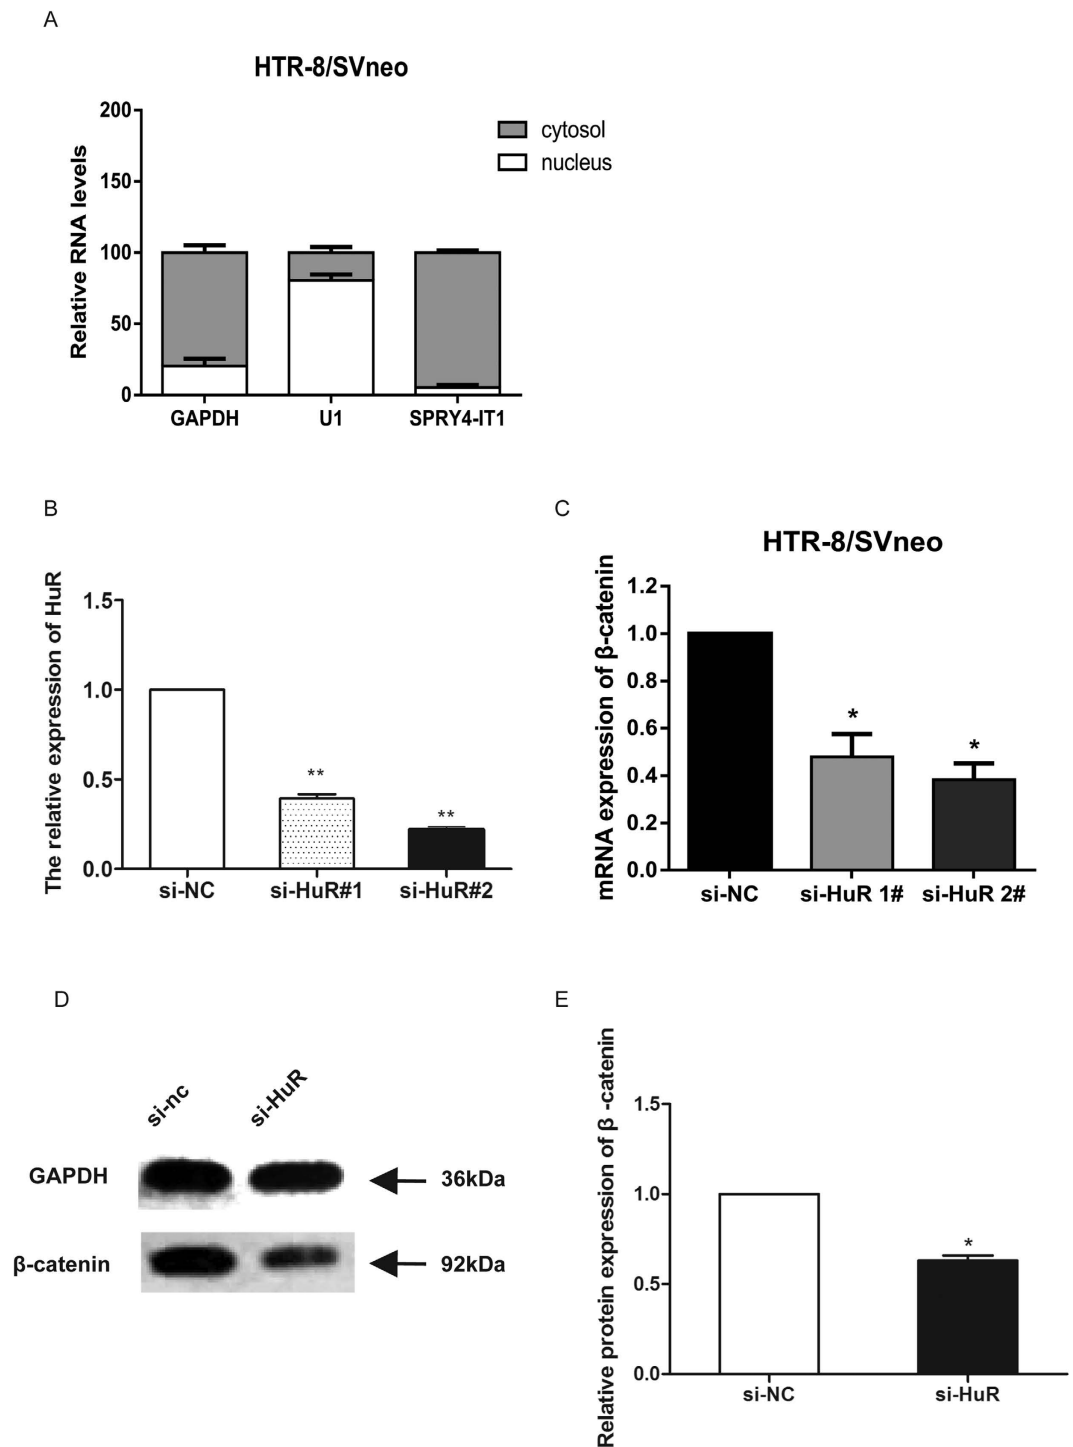 A
HTR-8/SVneo
Relative RNA levels
200
150
100
50
0
cytosol
nucleus
GAPDH U1 SPRY4-IT1
B
The relative expression of HuR
1.5
1.0
0.5
0.0
**
**
si-NC si-HuR#1 si-HuR#2
C
HTR-8/SVneo
mRNA expression of β-catenin
1.2
1.0
0.8
0.6
0.4
0.2
0.0
*
*
si-NC si-HuR 1# si-HuR 2#
D
si-nc si-HuR
GAPDH 36kDa
β-catenin 92kDa
E
Relative protein expression of β -catenin
1.5
1.0
0.5
0.0
*
si-NC si-HuR